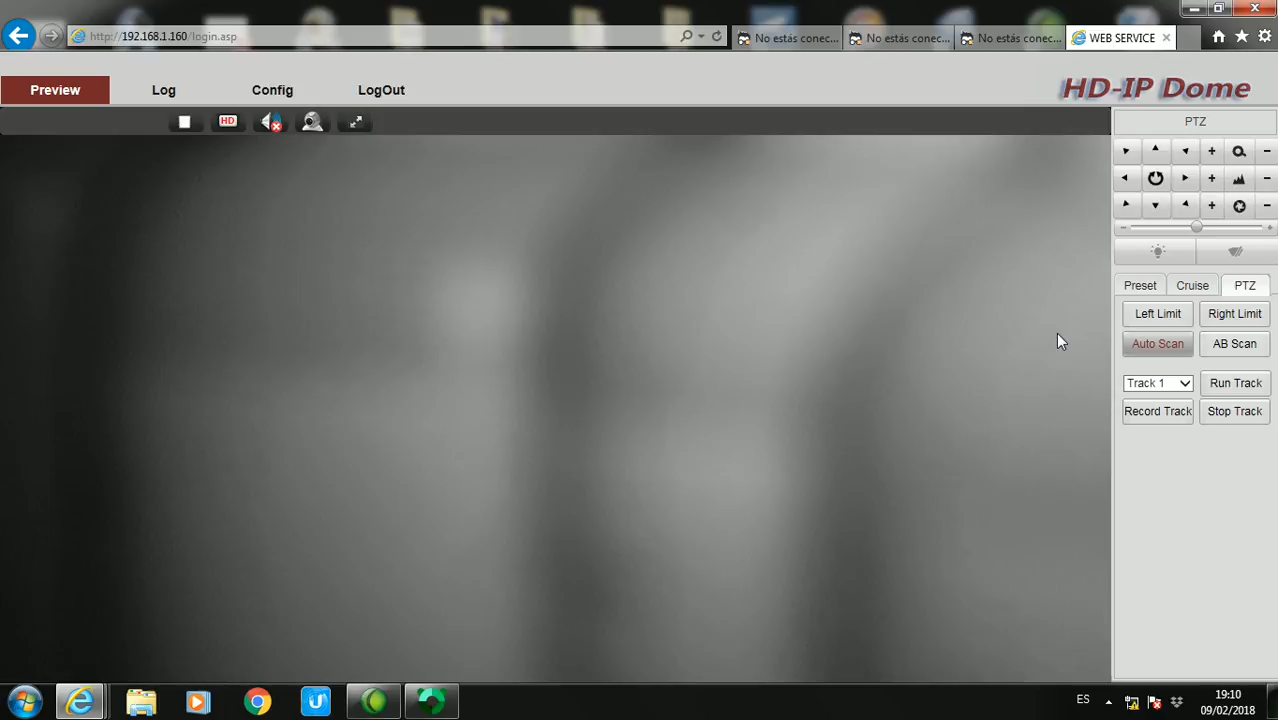 http://192.168.1.160/login.asp
No estás conec...
No estás conec...
No estás conec...
WEB SERVICE
Preview
Log
Config
LogOut
HD-IP Dome
HD
PTZ
Preset
Cruise
PTZ
Left Limit
Right Limit
Auto Scan
AB Scan
Track 1
Run Track
Record Track
Stop Track
ES
19:10
09/02/2018